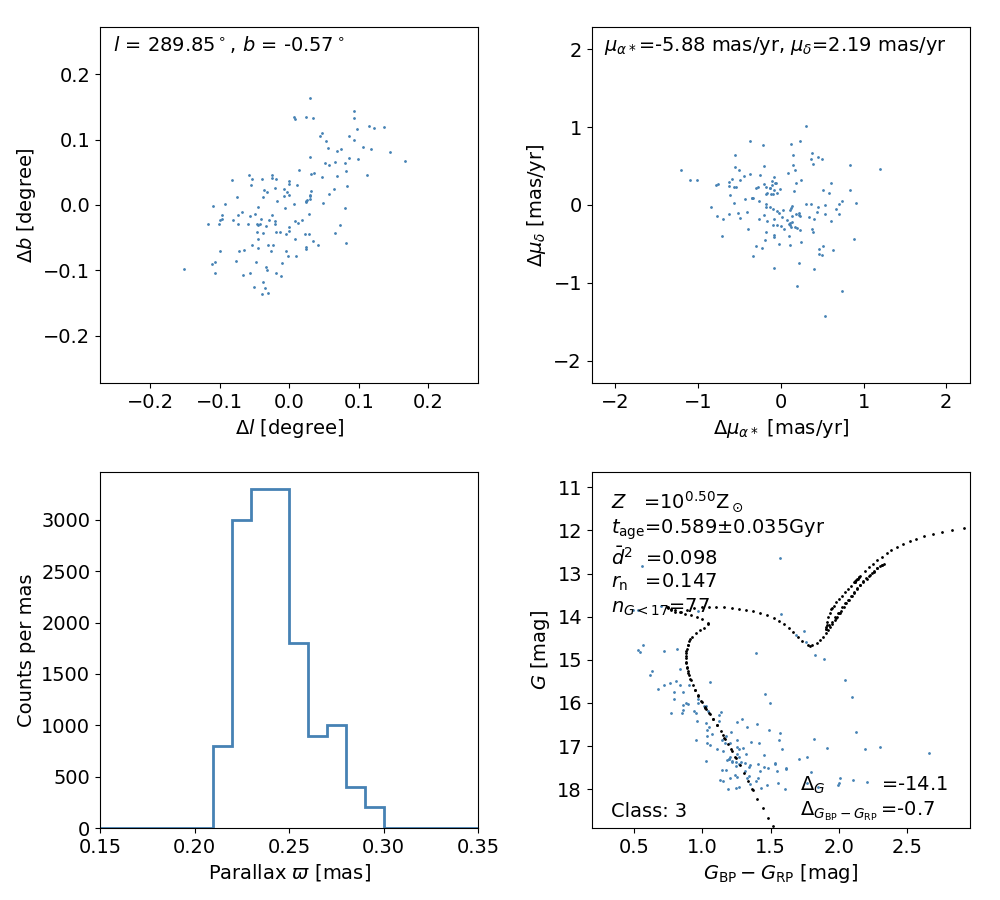 l = 289.85°, b = -0.57°
0.2
0.1
0.0
−0.1
−0.2
Δb [degree]
−0.2
−0.1
0.0
0.1
0.2
Δl [degree]
μα*=-5.88 mas/yr, μδ=2.19 mas/yr
2
1
0
−1
−2
Δμδ [mas/yr]
−2
−1
0
1
2
Δμα* [mas/yr]
3000
2500
2000
1500
1000
500
0
Counts per mas
0.15
0.20
0.25
0.30
0.35
Parallax ϖ [mas]
Z =10^0.50 Z⊙
t_age=0.589±0.035Gyr
d̄² =0.098
r_n =0.147
n_G<17=77
Δ_G =-14.1
Δ_GBP−GRP=-0.7
Class: 3
11
12
13
14
15
16
17
18
G [mag]
0.5
1.0
1.5
2.0
2.5
G_BP − G_RP [mag]